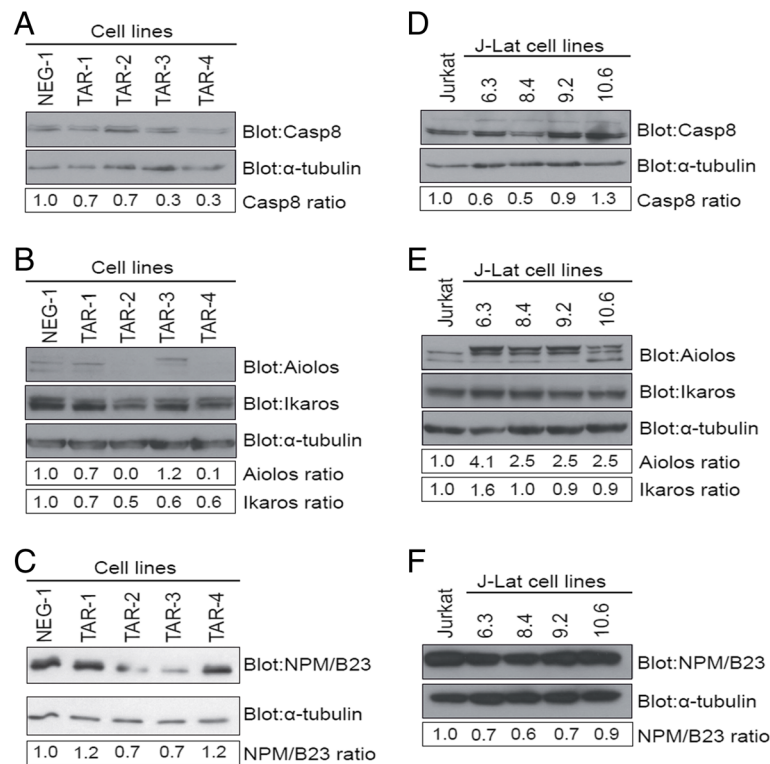 A
Cell lines
NEG-1 TAR-1 TAR-2 TAR-3 TAR-4
Blot:Casp8
Blot:α-tubulin
1.0 0.7 0.7 0.3 0.3 Casp8 ratio
B
Cell lines
NEG-1 TAR-1 TAR-2 TAR-3 TAR-4
Blot:Aiolos
Blot:Ikaros
Blot:α-tubulin
1.0 0.7 0.0 1.2 0.1 Aiolos ratio
1.0 0.7 0.5 0.6 0.6 Ikaros ratio
C
Cell lines
NEG-1 TAR-1 TAR-2 TAR-3 TAR-4
Blot:NPM/B23
Blot:α-tubulin
1.0 1.2 0.7 0.7 1.2 NPM/B23 ratio
D
J-Lat cell lines
Jurkat 6.3 8.4 9.2 10.6
Blot:Casp8
Blot:α-tubulin
1.0 0.6 0.5 0.9 1.3 Casp8 ratio
E
J-Lat cell lines
Jurkat 6.3 8.4 9.2 10.6
Blot:Aiolos
Blot:Ikaros
Blot:α-tubulin
1.0 4.1 2.5 2.5 2.5 Aiolos ratio
1.0 1.6 1.0 0.9 0.9 Ikaros ratio
F
J-Lat cell lines
Jurkat 6.3 8.4 9.2 10.6
Blot:NPM/B23
Blot:α-tubulin
1.0 0.7 0.6 0.7 0.9 NPM/B23 ratio